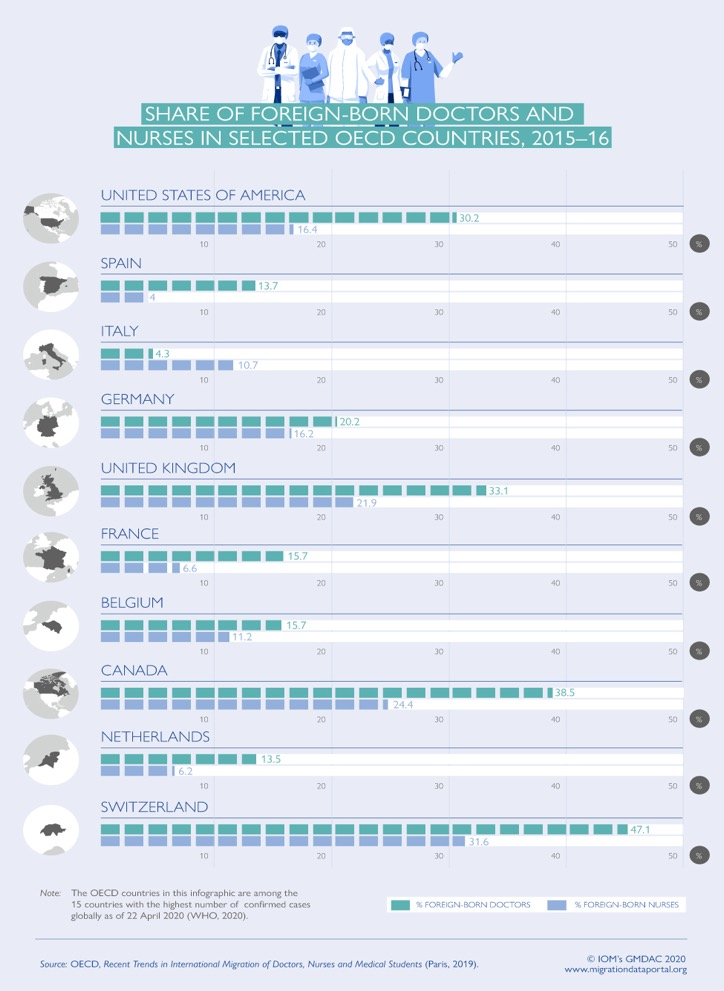 SHARE OF FOREIGN-BORN DOCTORS AND
NURSES IN SELECTED OECD COUNTRIES, 2015–16
UNITED STATES OF AMERICA
30.2
16.4
10 20 30 40 50 %
SPAIN
13.7
4
10 20 30 40 50 %
ITALY
4.3
10.7
10 20 30 40 50 %
GERMANY
20.2
16.2
10 20 30 40 50 %
UNITED KINGDOM
33.1
21.9
10 20 30 40 50 %
FRANCE
15.7
6.6
10 20 30 40 50 %
BELGIUM
15.7
11.2
10 20 30 40 50 %
CANADA
38.5
24.4
10 20 30 40 50 %
NETHERLANDS
13.5
6.2
10 20 30 40 50 %
SWITZERLAND
47.1
31.6
10 20 30 40 50 %
Note: The OECD countries in this infographic are among the
15 countries with the highest number of confirmed cases
globally as of 22 April 2020 (WHO, 2020).
% FOREIGN-BORN DOCTORS % FOREIGN-BORN NURSES
Source: OECD, Recent Trends in International Migration of Doctors, Nurses and Medical Students (Paris, 2019).
© IOM's GMDAC 2020
www.migrationdataportal.org